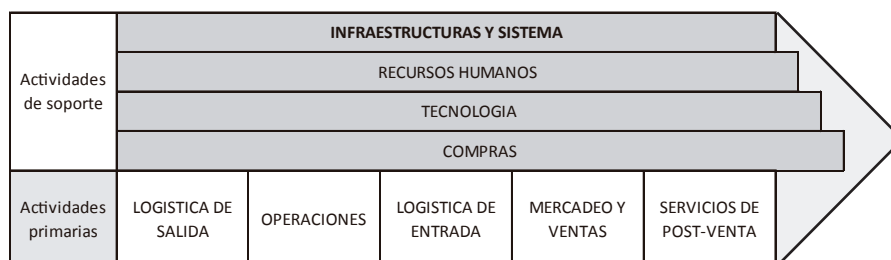 INFRAESTRUCTURAS Y SISTEMA
RECURSOS HUMANOS
Actividades
de soporte
TECNOLOGIA
COMPRAS
Actividades
primarias
LOGISTICA DE
SALIDA
OPERACIONES
LOGISTICA DE
ENTRADA
MERCADEO Y
VENTAS
SERVICIOS DE
POST-VENTA